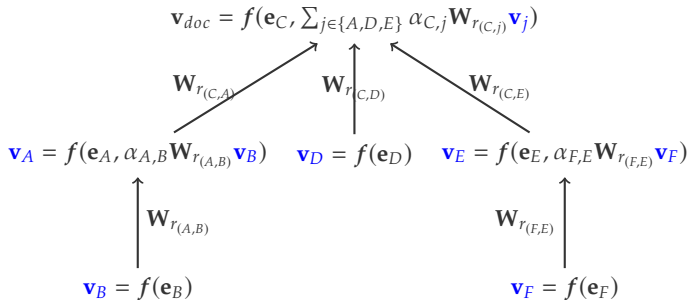 𝐯_doc = f(𝐞_C, ∑_{j∈{A,D,E}} α_{C,j}𝐖_{r_(C,j)}𝐯_j)
𝐖_{r_(C,A)} 𝐖_{r_(C,D)} 𝐖_{r_(C,E)}
𝐯_A = f(𝐞_A, α_{A,B}𝐖_{r_(A,B)}𝐯_B) 𝐯_D = f(𝐞_D) 𝐯_E = f(𝐞_E, α_{F,E}𝐖_{r_(F,E)}𝐯_F)
𝐖_{r_(A,B)} 𝐖_{r_(F,E)}
𝐯_B = f(𝐞_B) 𝐯_F = f(𝐞_F)